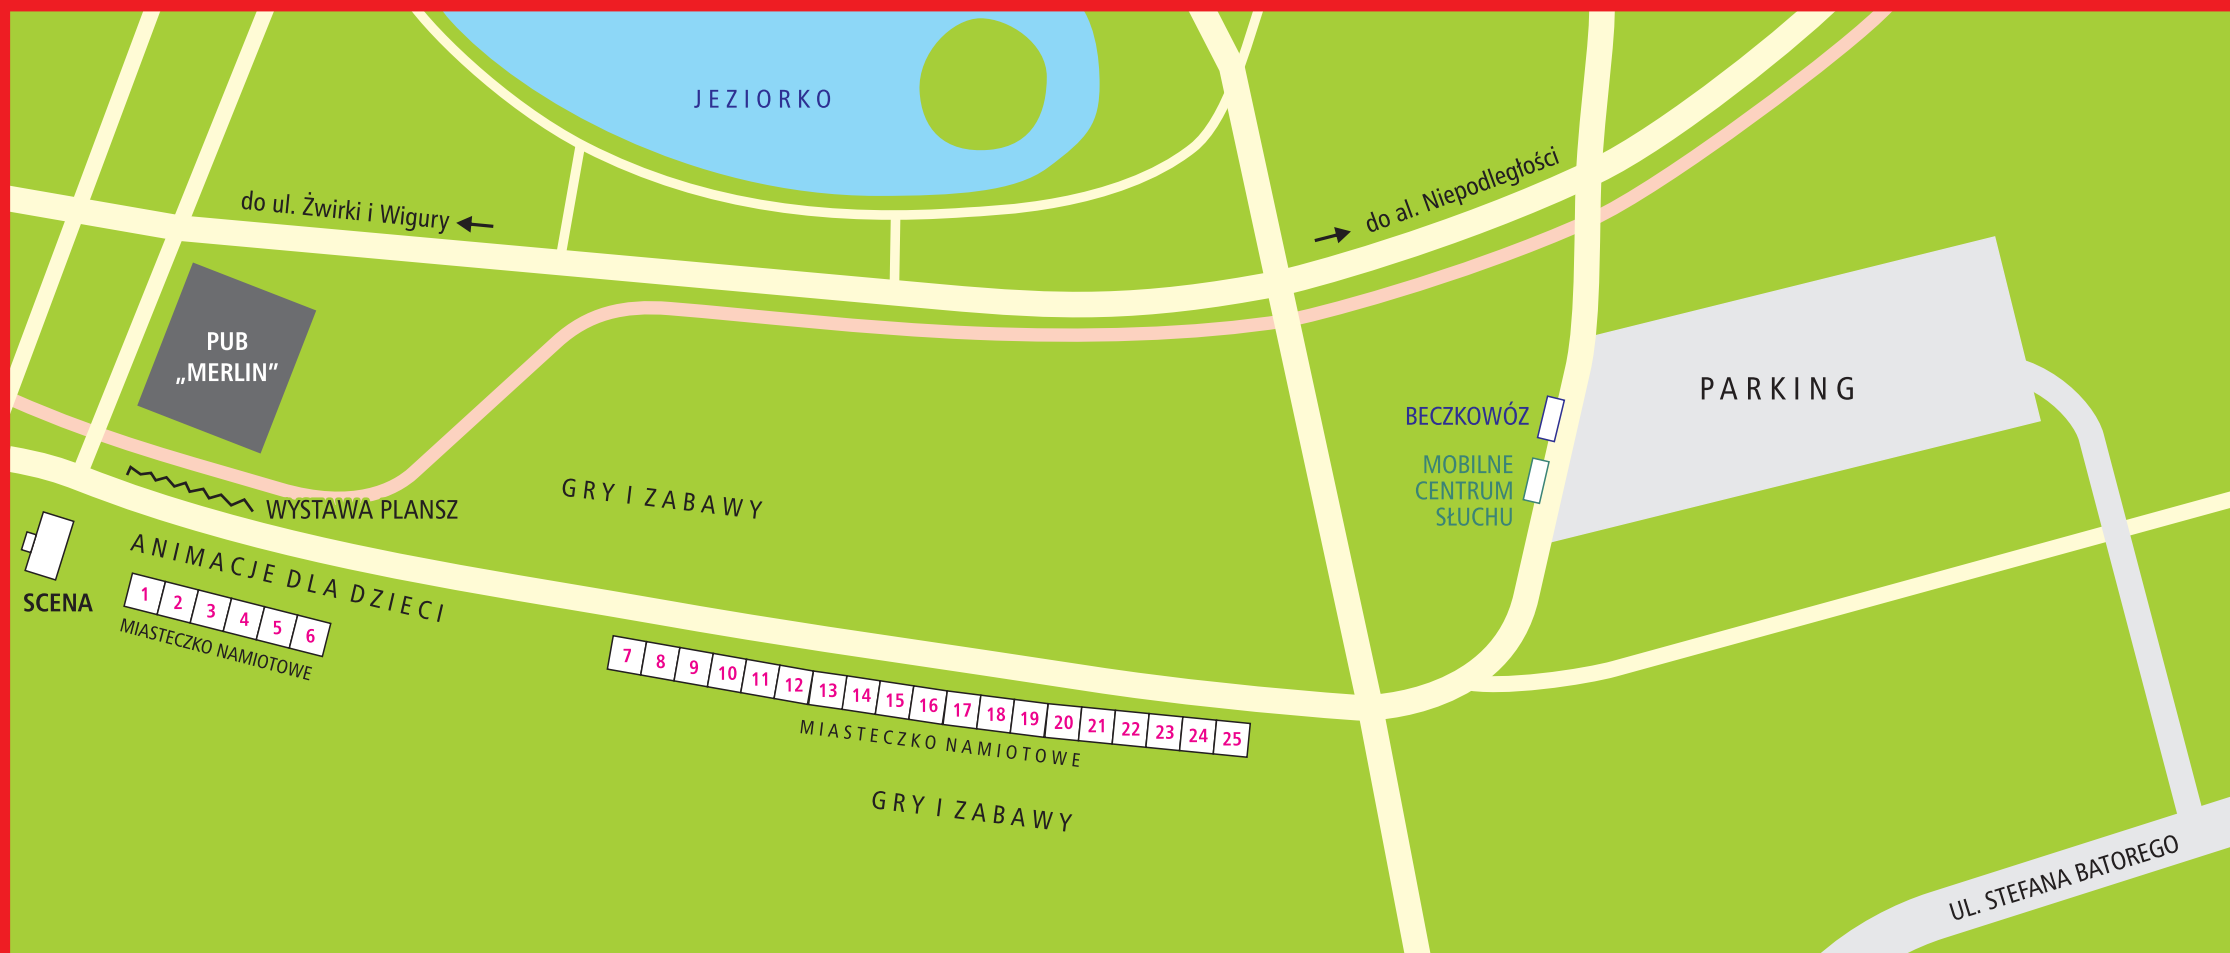 JEZIORKO
do ul. Żwirki i Wigury
do al. Niepodległości
PUB
„MERLIN”
PARKING
BECZKOWÓZ
MOBILNE
CENTRUM
SŁUCHU
WYSTAWA PLANSZ
GRY I ZABAWY
ANIMACJE DLA DZIECI
SCENA
1 2 3 4 5 6
MIASTECZKO NAMIOTOWE
7 8 9 10 11 12 13 14 15 16 17 18 19 20 21 22 23 24 25
MIASTECZKO NAMIOTOWE
GRY I ZABAWY
UL. STEFANA BATOREGO